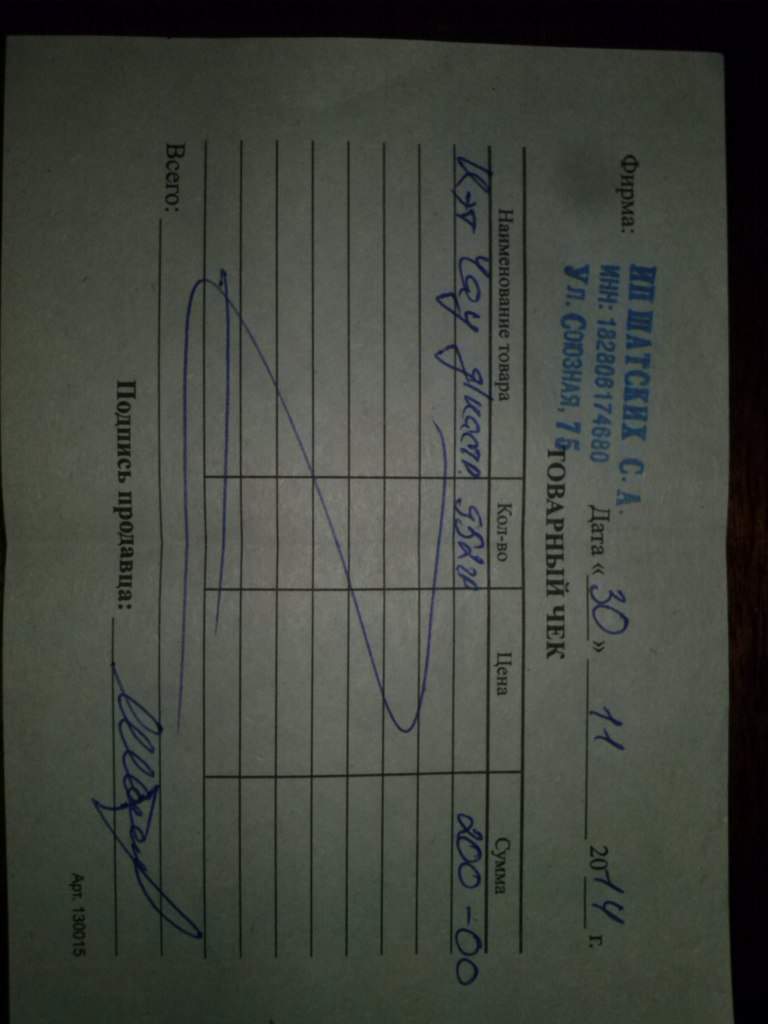 Фирма: ИП ШАТСКИХ С. А. Дата «30» 11 2014 г.
ИНН: 182806174680
Ул. СОЮЗНАЯ, 75
ТОВАРНЫЙ ЧЕК
Наименование товара Кол-во Цена Сумма
200-00
Всего:
Подпись продавца:
Арт. 130015